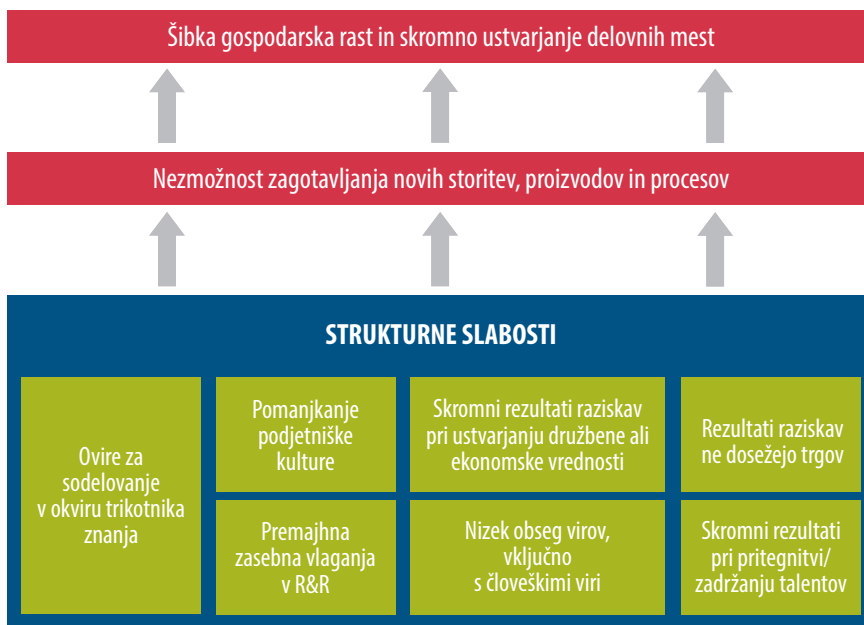 Šibka gospodarska rast in skromno ustvarjanje delovnih mest
Nezmožnost zagotavljanja novih storitev, proizvodov in procesov
STRUKTURNE SLABOSTI
Ovire za
sodelovanje
v okviru trikotnika
znanja
Pomanjkanje
podjetniške
kulture
Skromni rezultati raziskav
pri ustvarjanju družbene ali
ekonomske vrednosti
Rezultati raziskav
ne dosežejo trgov
Premajhna
zasebna vlaganja
v R&R
Nizek obseg virov,
vključno
s človeškimi viri
Skromni rezultati
pri pritegnitvi/
zadržanju talentov